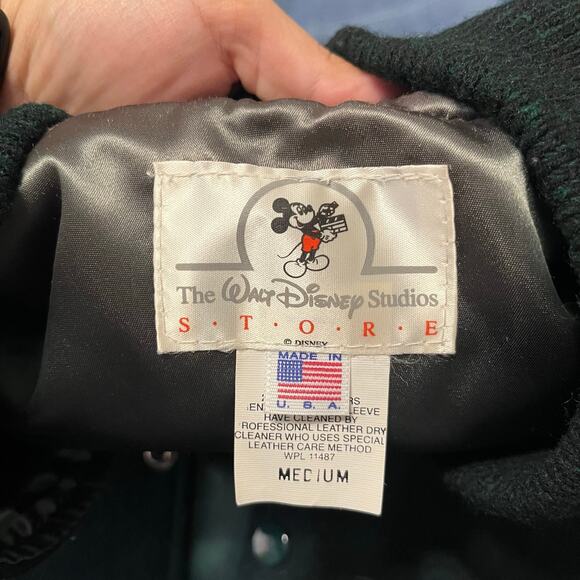 The Walt Disney Studios
S·T·O·R·E
© DISNEY
MADE IN
U.S.A.
HAVE CLEANED BY
ROFESSIONAL LEATHER DRY
CLEANER WHO USES SPECIAL
LEATHER CARE METHOD
WPL 11487
MEDIUM